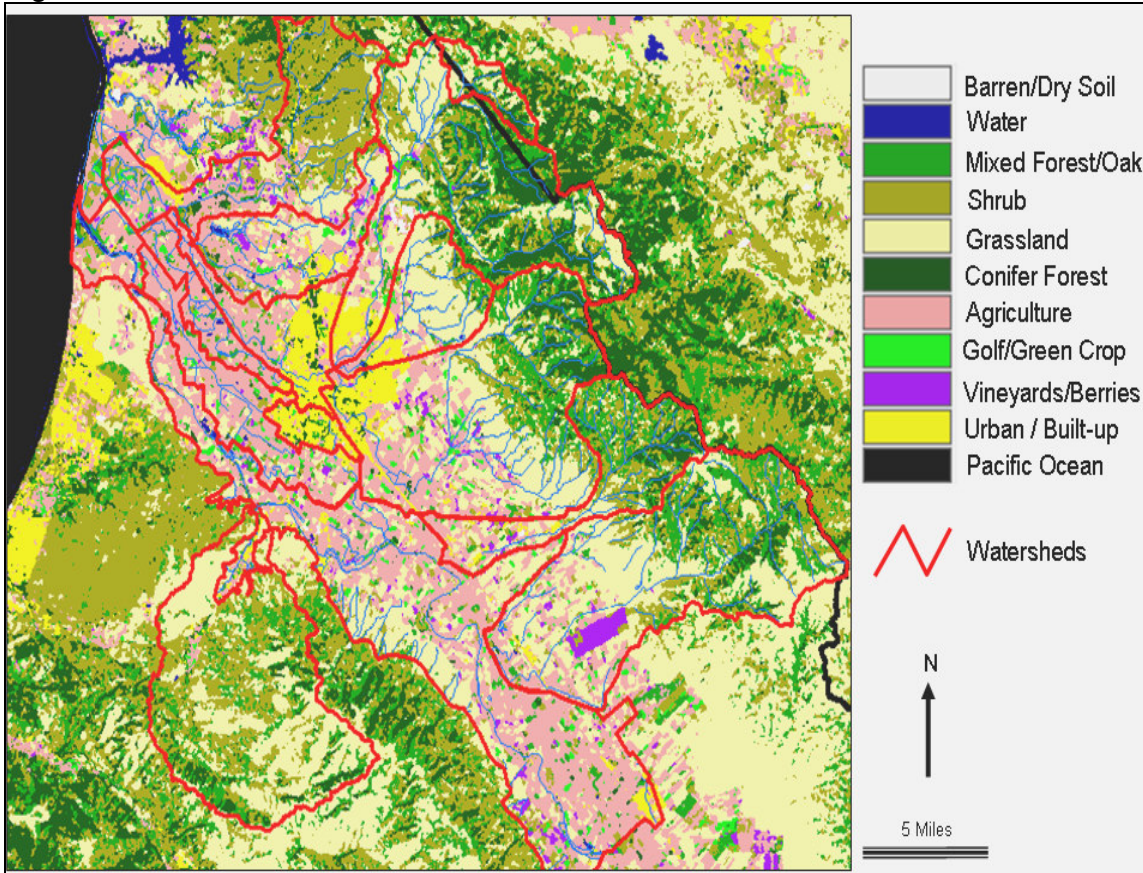 Barren/Dry Soil
Water
Mixed Forest/Oak
Shrub
Grassland
Conifer Forest
Agriculture
Golf/Green Crop
Vineyards/Berries
Urban / Built-up
Pacific Ocean
Watersheds
N
5 Miles